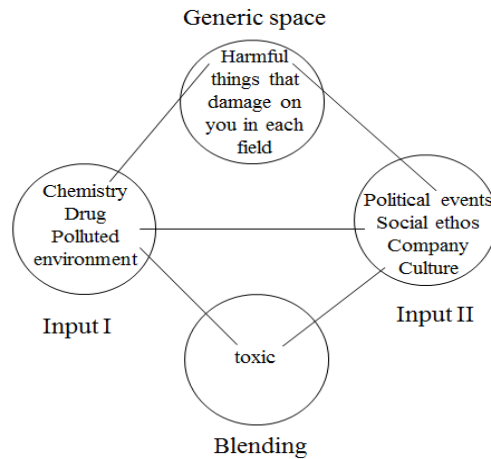 Generic space
Harmful
things that
damage on
you in each
field
Chemistry
Drug
Polluted
environment
Political events
Social ethos
Company
Culture
Input I
Input II
toxic
Blending